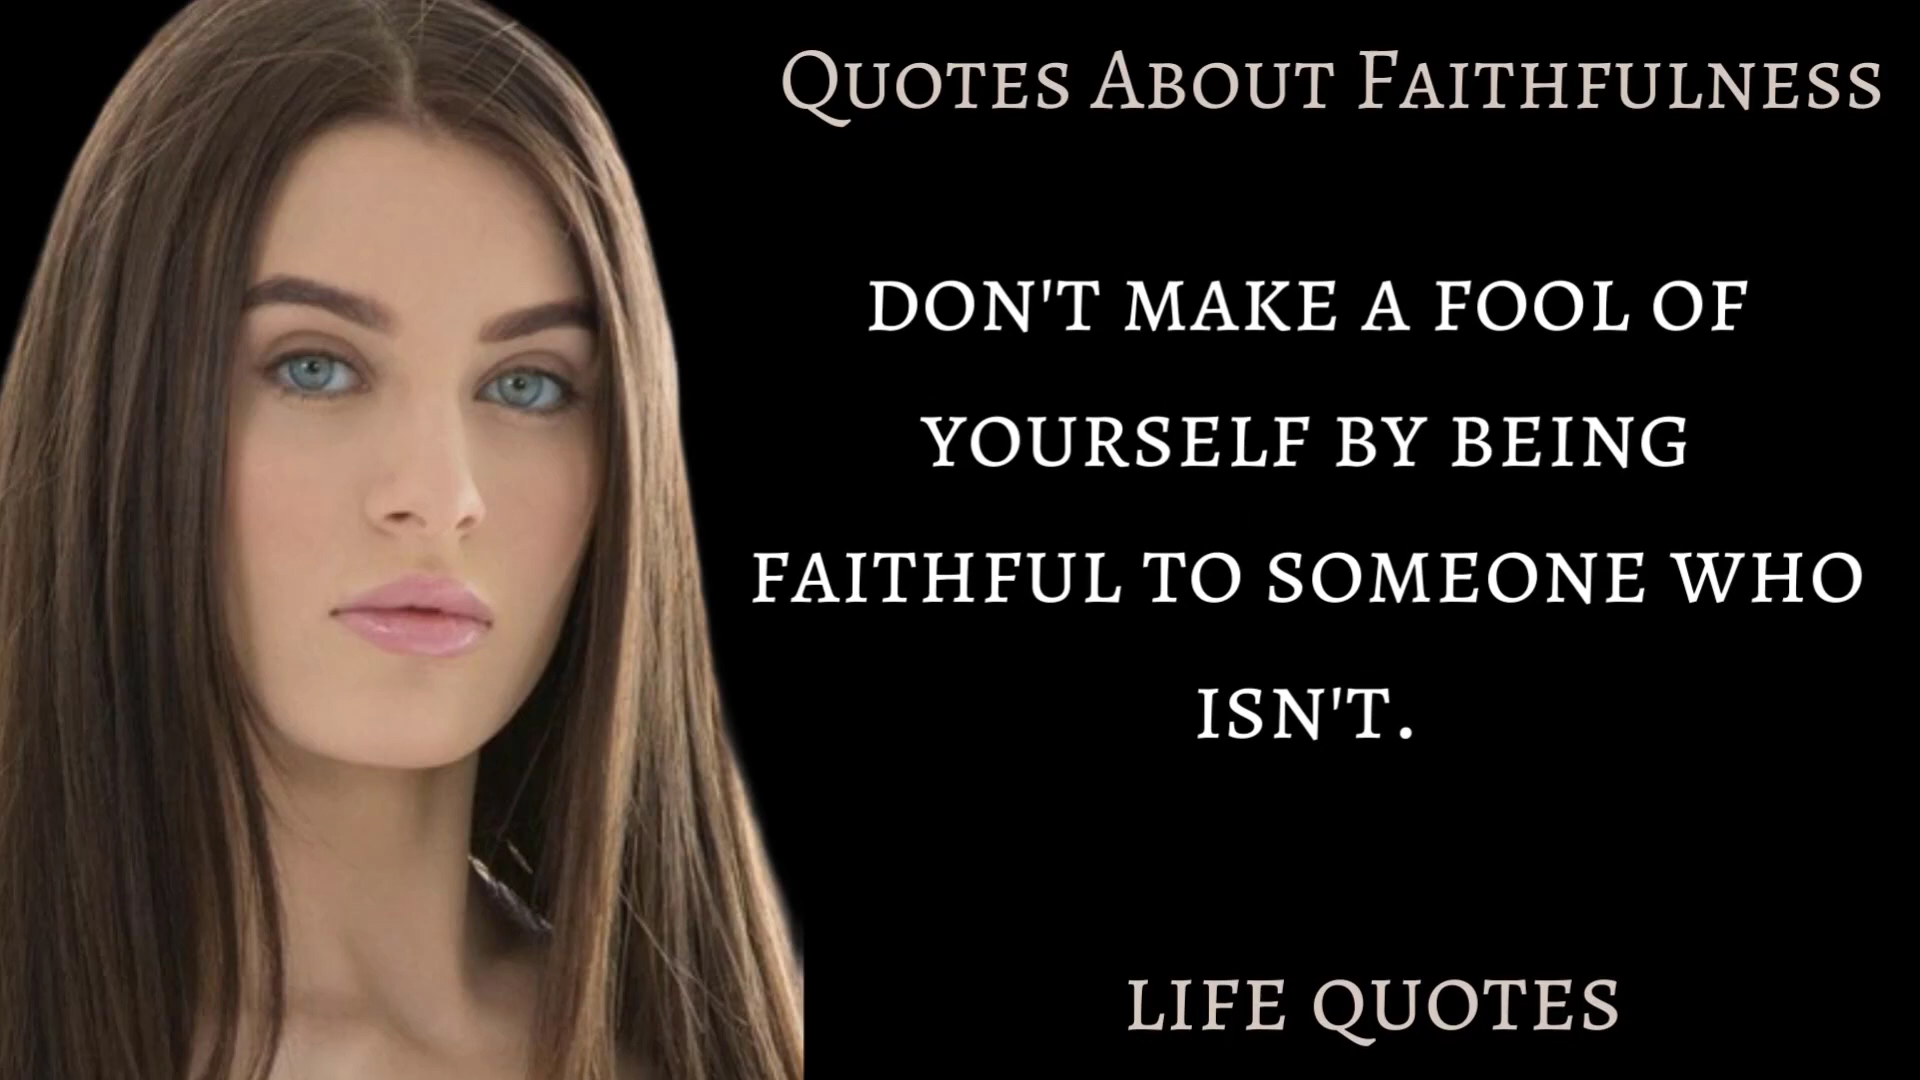 Quotes About Faithfulness
DON'T MAKE A FOOL OF
YOURSELF BY BEING
FAITHFUL TO SOMEONE WHO
ISN'T.
LIFE QUOTES